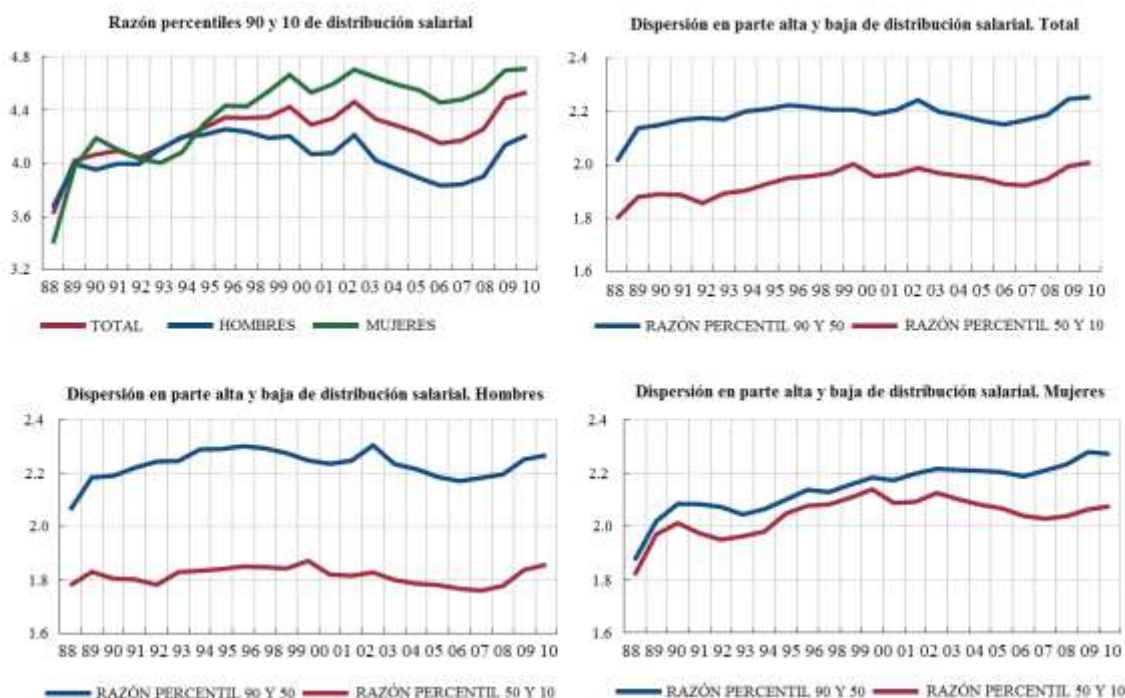 Razón percentiles 90 y 10 de distribución salarial
4.8
4.4
4.0
3.6
3.2
88 89 90 91 92 93 94 95 96 97 98 99 00 01 02 03 04 05 06 07 08 09 10
TOTAL HOMBRES MUJERES
Dispersión en parte alta y baja de distribución salarial. Total
2.4
2.2
2.0
1.8
1.6
88 89 90 91 92 93 94 95 96 97 98 99 00 01 02 03 04 05 06 07 08 09 10
RAZÓN PERCENTIL 90 Y 50 RAZÓN PERCENTIL 50 Y 10
Dispersión en parte alta y baja de distribución salarial. Hombres
2.4
2.2
2.0
1.8
1.6
88 89 90 91 92 93 94 95 96 97 98 99 00 01 02 03 04 05 06 07 08 09 10
RAZÓN PERCENTIL 90 Y 50 RAZÓN PERCENTIL 50 Y 10
Dispersión en parte alta y baja de distribución salarial. Mujeres
2.4
2.2
2.0
1.8
1.6
88 89 90 91 92 93 94 95 96 97 98 99 00 01 02 03 04 05 06 07 08 09 10
RAZÓN PERCENTIL 90 Y 50 RAZÓN PERCENTIL 50 Y 10